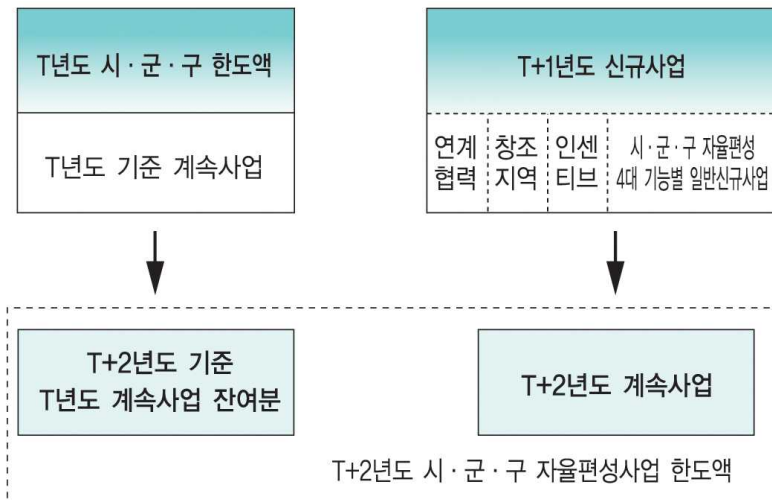 T년도 시·군·구 한도액
T년도 기준 계속사업
T+1년도 신규사업
연계
협력
창조
지역
인센
티브
시·군·구 자율편성
4대 기능별 일반신규사업
T+2년도 기준
T년도 계속사업 잔여분
T+2년도 계속사업
T+2년도 시·군·구 자율편성사업 한도액